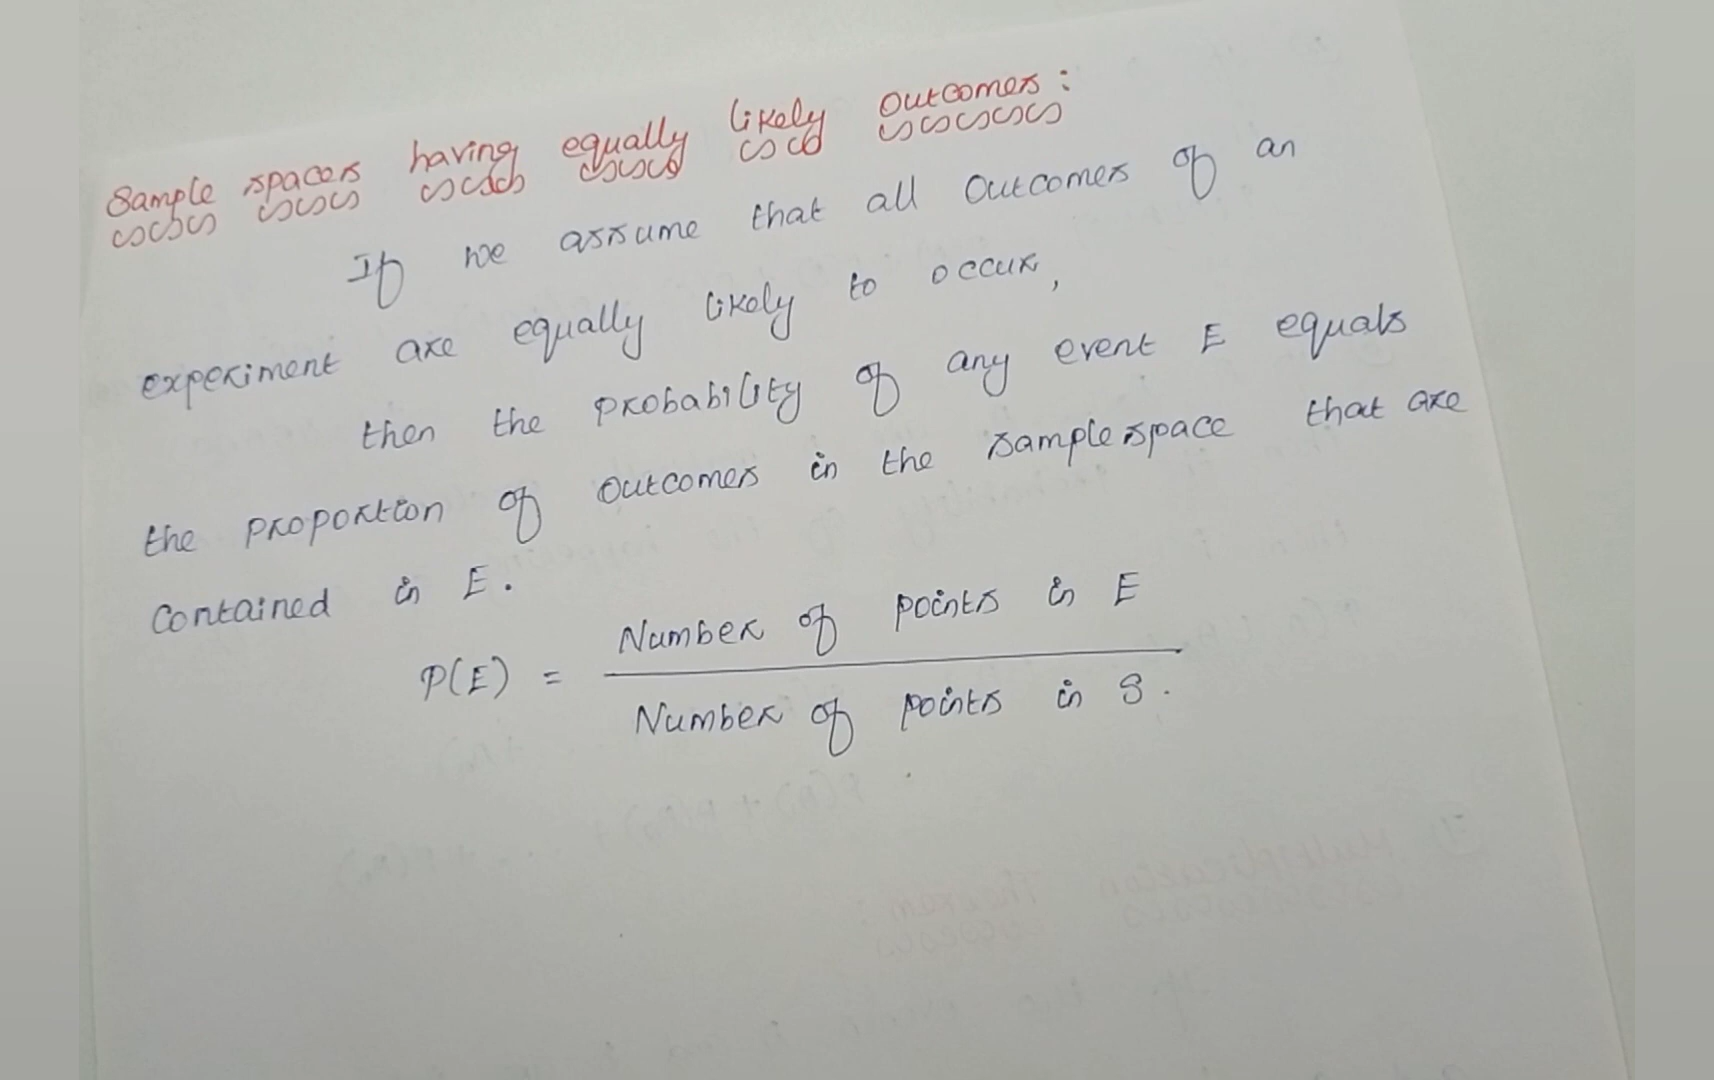 Sample spaces having equally likely outcomes :
If we assume that all outcomes of an
experiment are equally likely to occur,
then the probability of any event E equals
the proportion of outcomes in the sample space that are
contained in E.
P(E) = Number of points in E
Number of points in S.
Multiplication Theorem :